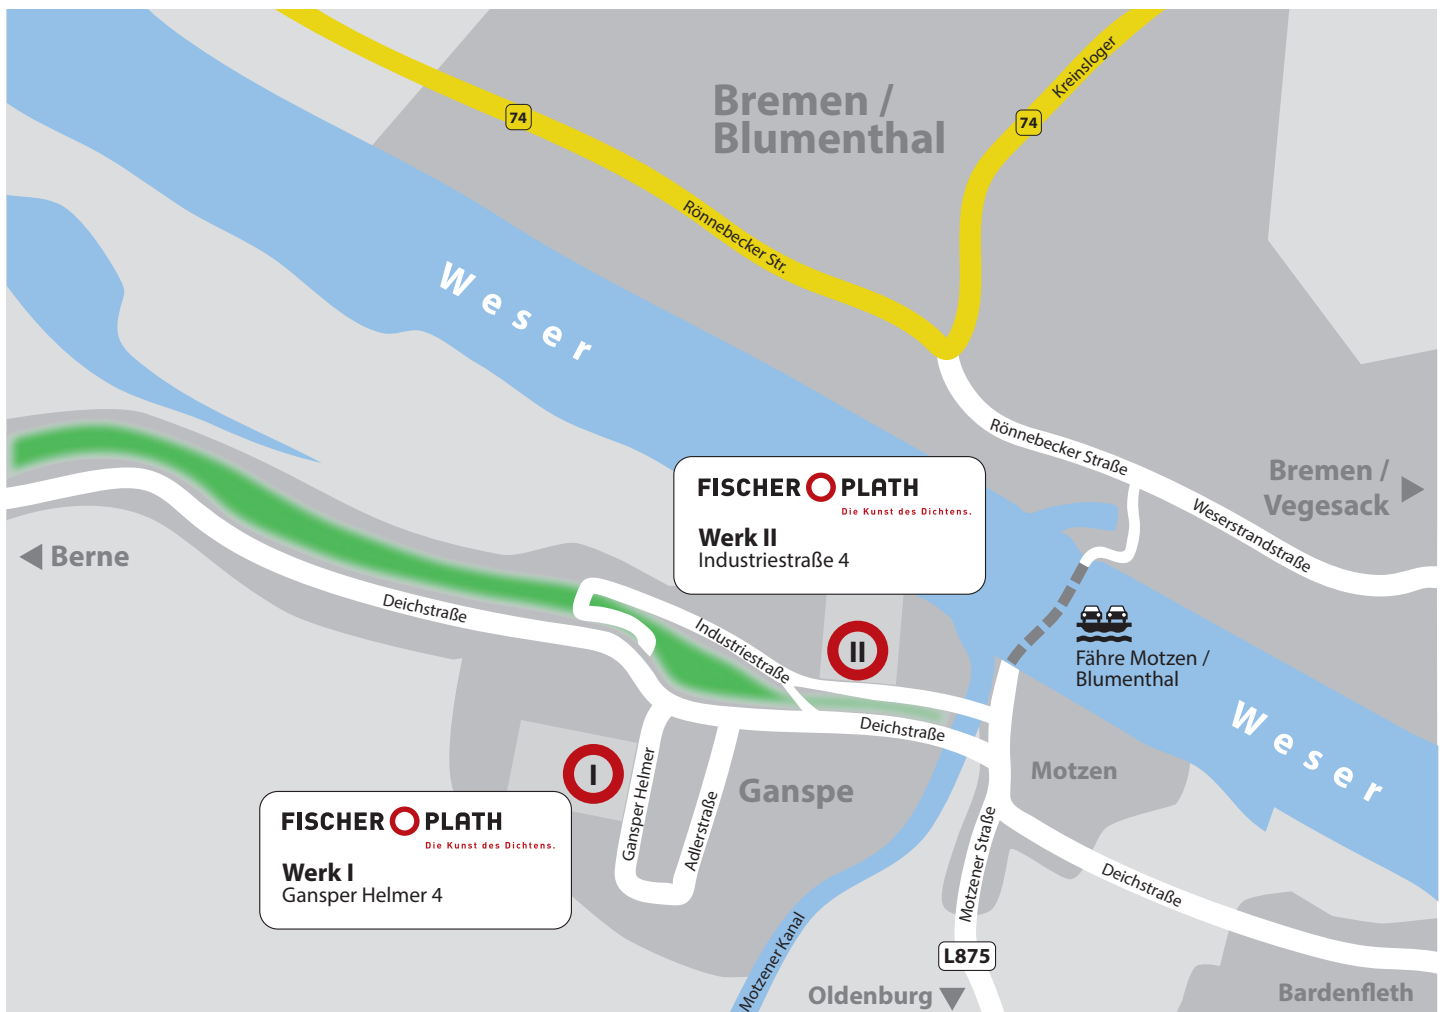 Bremen /
Blumenthal
74
74
Kreinsloger
Rönnebecker Str.
Weser
Rönnebecker Straße
Bremen /
Vegesack
Weserstrandstraße
FISCHER PLATH
Die Kunst des Dichtens.
Werk II
Industriestraße 4
Berne
Deichstraße
Industriestraße
II
Fähre Motzen /
Blumenthal
Weser
Deichstraße
I
Gansper Helmer
Adlerstraße
Ganspe
Motzen
FISCHER PLATH
Die Kunst des Dichtens.
Werk I
Gansper Helmer 4
Motzener Straße
Deichstraße
Motzener Kanal
L875
Oldenburg
Bardenfleth